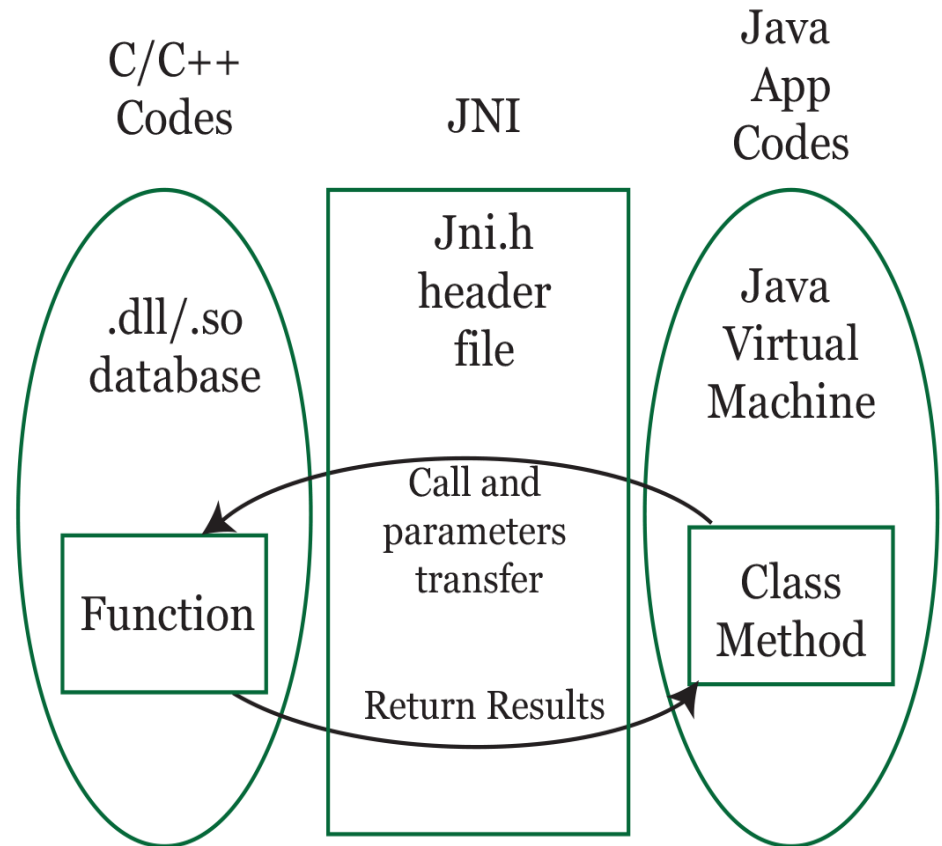 C/C++
Codes
JNI
Java
App
Codes
.dll/.so
database
Function
Jni.h
header
file
Call and
parameters
transfer
Return Results
Java
Virtual
Machine
Class
Method